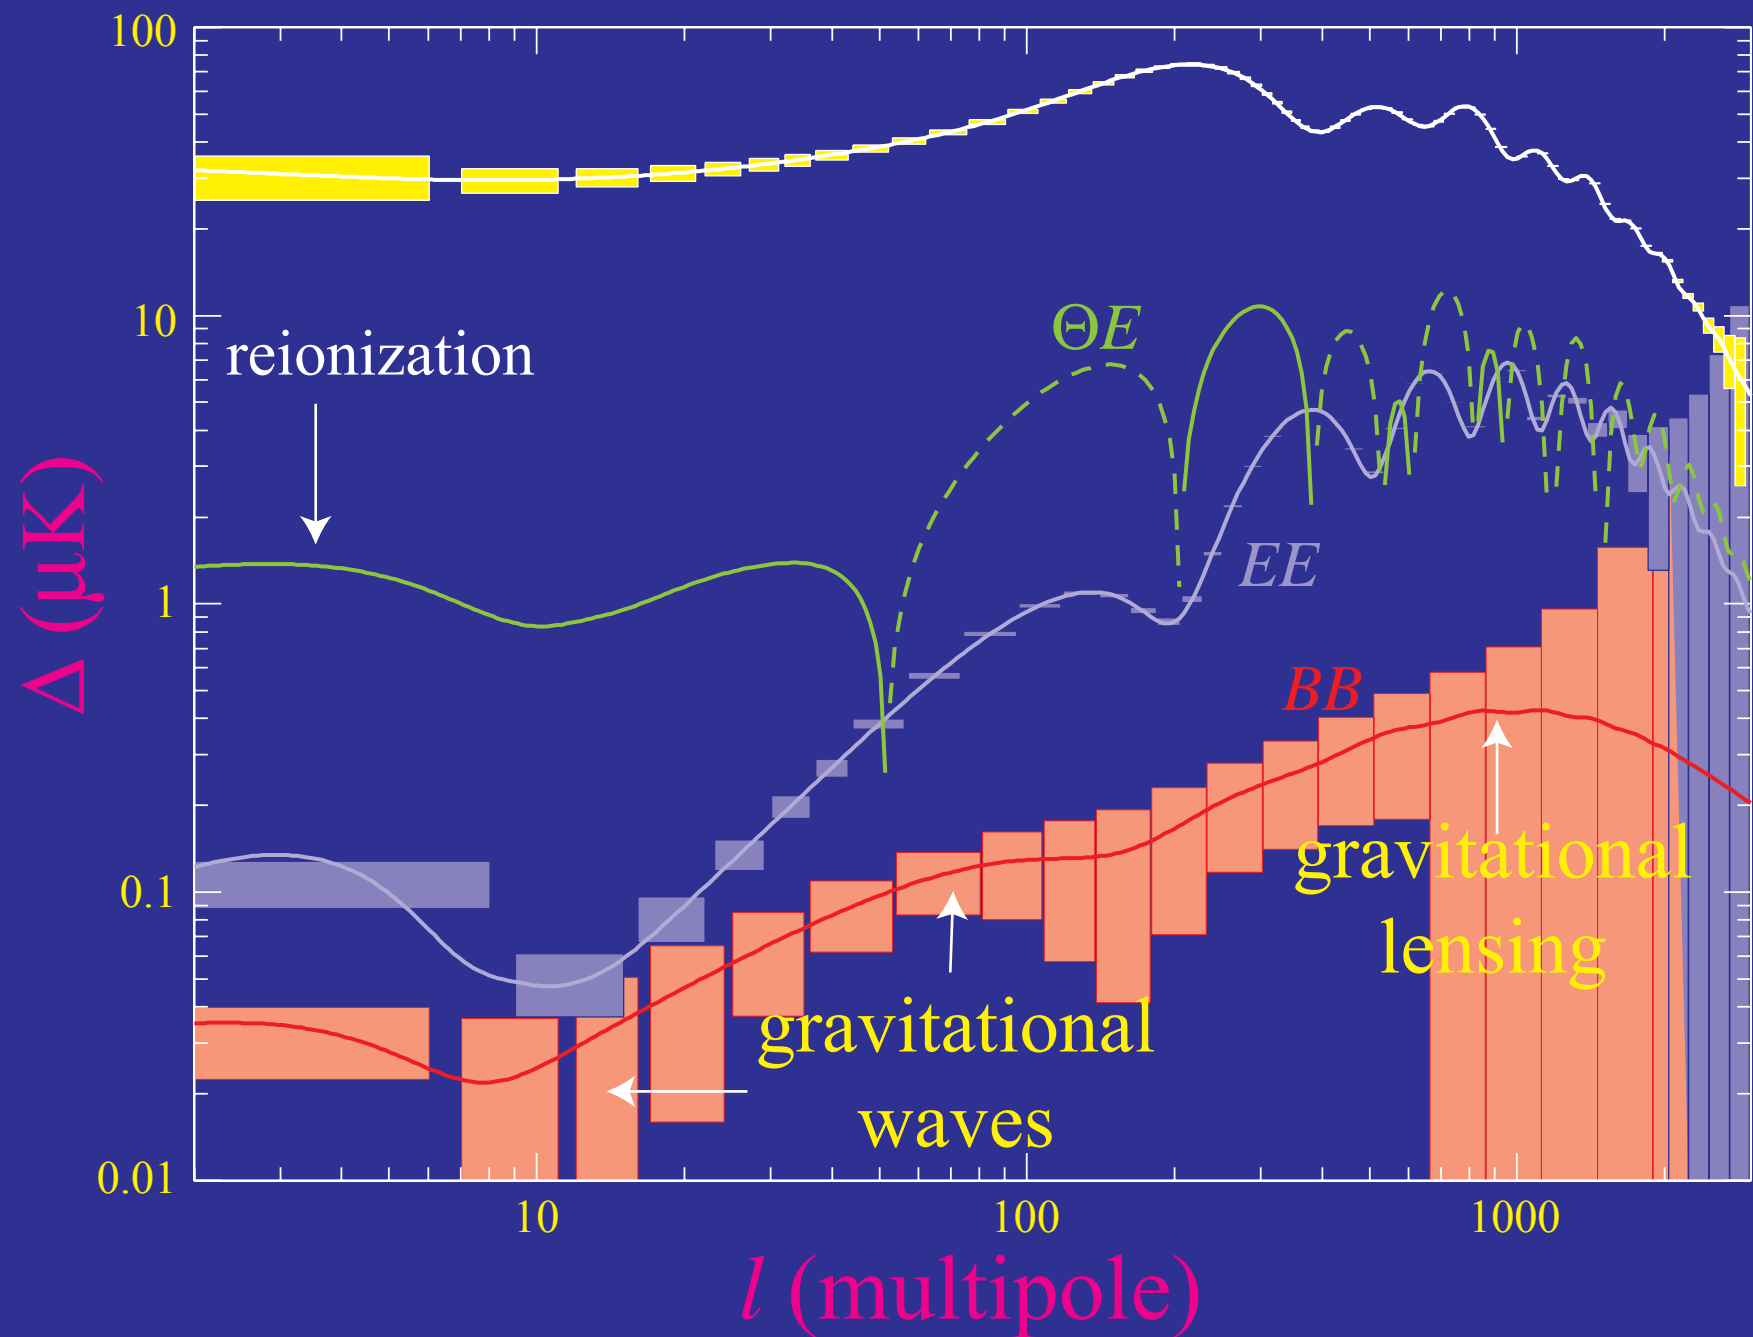 100
10
1
0.1
0.01
Δ (μK)
reionization
ΘE
EE
BB
gravitational
lensing
gravitational
waves
10
100
1000
l (multipole)